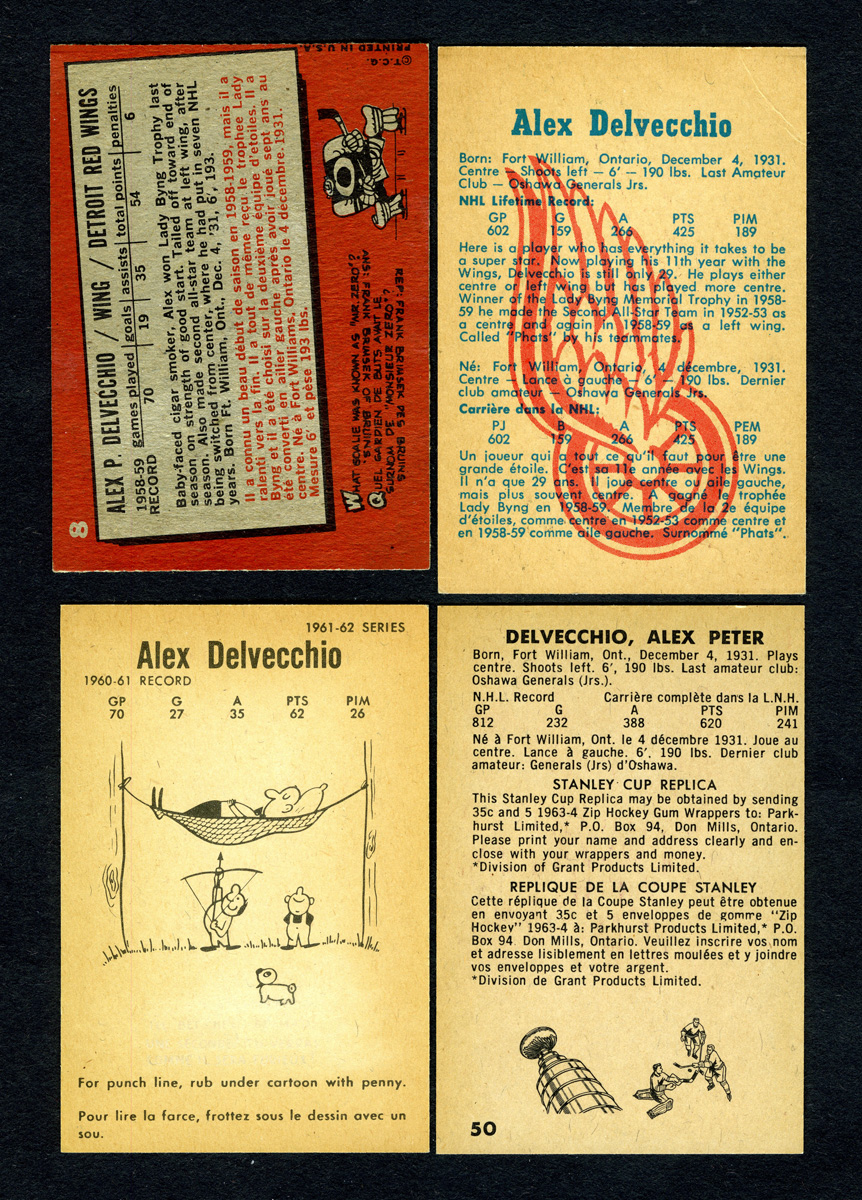 8
ALEX P. DELVECCHIO / WING / DETROIT RED WINGS
1958-59 games played goals assists total points penalties
RECORD 70 19 35 54 6
Baby-faced cigar smoker, Alex won Lady Byng Trophy last
season on strength of good start. Tailed off toward end of
season. Also made second all-star team at left wing, after
being switched from center, where he had put in seven NHL
years. Born Ft. William, Ont., Dec. 4, '31, 6', 193.
Il a connu un beau début de saison en 1958-1959, mais il a
ralenti vers la fin. Il a tout de même reçu le trophée Lady
Byng et il a été choisi sur la deuxième équipe d'etoiles. Il a
été converti en ailier gauche après avoir joué sept ans au
centre. Né à Fort Williams, Ontario le 4 decembre. 1931.
Mesure 6' et pése 193 lbs.
WHAT GOALIE WAS KNOWN AS "MR. ZERO"?
ANS: FRANK BRIMSEK OF BRUINS.
QUEL GARDIEN DE BUTS AVAIT LE
SURNOM DE "MONSIEUR ZERO"?
REP: FRANK BRIMSEK DES BRUINS
©T.C.G. PRINTED IN U.S.A.
Alex Delvecchio
Born: Fort William, Ontario, December 4, 1931.
Centre — Shoots left — 6' — 190 lbs. Last Amateur
Club — Oshawa Generals Jrs.
NHL Lifetime Record:
GP G A PTS PIM
602 159 266 425 189
Here is a player who has everything it takes to be
a super star. Now playing his 11th year with the
Wings, Delvecchio is still only 29. He plays either
centre or left wing but has played more centre.
Winner of the Lady Byng Memorial Trophy in 1958-
59 he made the Second All-Star Team in 1952-53 as
a centre and again in 1958-59 as a left wing.
Called "Phats" by his teammates.
Né: Fort William, Ontario, 4 décembre, 1931.
Centre — Lance à gauche — 6' — 190 lbs. Dernier
club amateur — Oshawa Generals Jrs.
Carrière dans la NHL:
PJ B A PTS PEM
602 159 266 425 189
Un joueur qui a tout ce qu'il faut pour être une
grande étoile. C'est sa 11e année avec les Wings.
Il n'a que 29 ans. Il joue centre ou aile gauche,
mais plus souvent centre. A gagné le trophée
Lady Byng en 1958-59. Membre de la 2e équipe
d'étoiles, comme centre en 1952-53 comme centre et
en 1958-59 comme aile gauche. Surnommé "Phats".
1961-62 SERIES
Alex Delvecchio
1960-61 RECORD
GP G A PTS PIM
70 27 35 62 26
For punch line, rub under cartoon with penny.
Pour lire la farce, frottez sous le dessin avec un
sou.
DELVECCHIO, ALEX PETER
Born, Fort William, Ont., December 4, 1931. Plays
centre. Shoots left. 6', 190 lbs. Last amateur club:
Oshawa Generals (Jrs.).
N.H.L. Record Carrière complète dans la L.N.H.
GP G A PTS PIM
812 232 388 620 241
Né à Fort William, Ont. le 4 décembre 1931. Joue au
centre. Lance à gauche. 6', 190 lbs. Dernier club
amateur: Generals (Jrs) d'Oshawa.
STANLEY CUP REPLICA
This Stanley Cup Replica may be obtained by sending
35c and 5 1963-4 Zip Hockey Gum Wrappers to: Park-
hurst Limited,* P.O. Box 94, Don Mills, Ontario.
Please print your name and address clearly and en-
close with your wrappers and money.
*Division of Grant Products Limited.
REPLIQUE DE LA COUPE STANLEY
Cette réplique de la Coupe Stanley peut être obtenue
en envoyant 35c et 5 enveloppes de gomme "Zip
Hockey" 1963-4 à: Parkhurst Products Limited,* P.O.
Box 94 Don Mills, Ontario. Veuillez inscrire vos nom
et adresse lisiblement en lettres moulées et y joindre
vos enveloppes et votre argent.
*Division de Grant Products Limited.
50